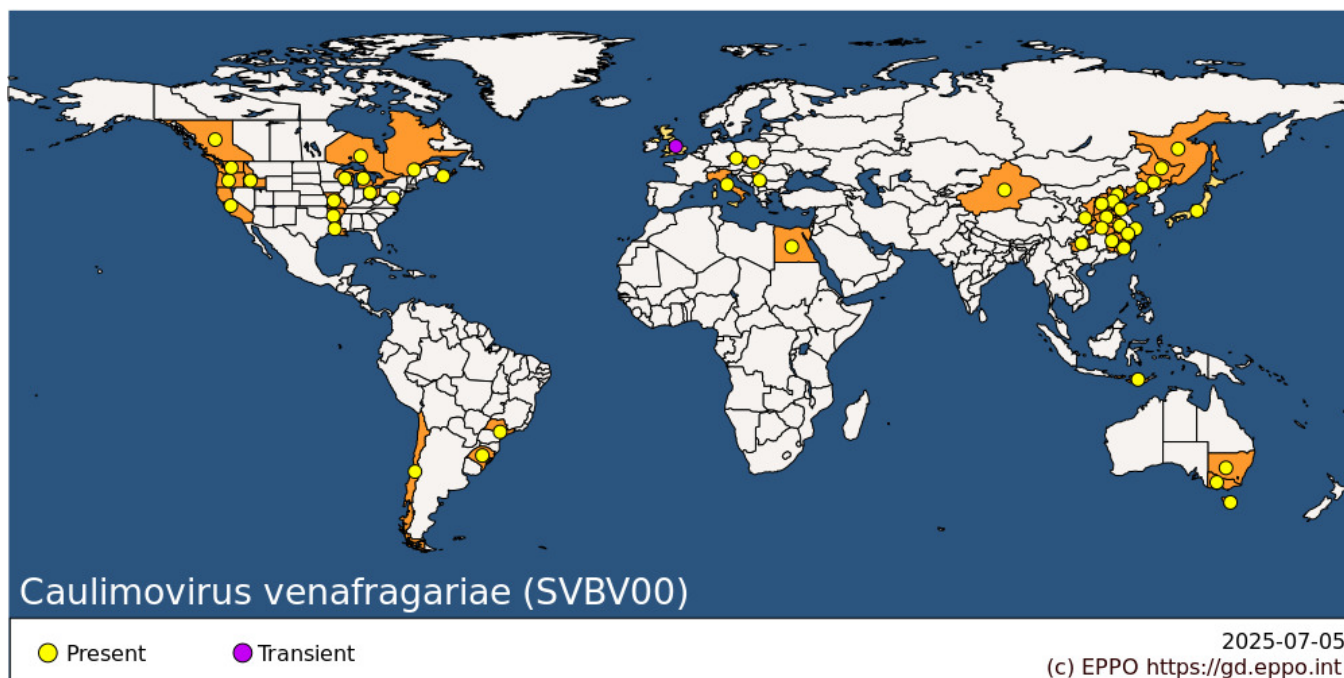 Caulimovirus venafragariae (SVBV00)
Present
Transient
2025-07-05
(c) EPPO https://gd.eppo.int